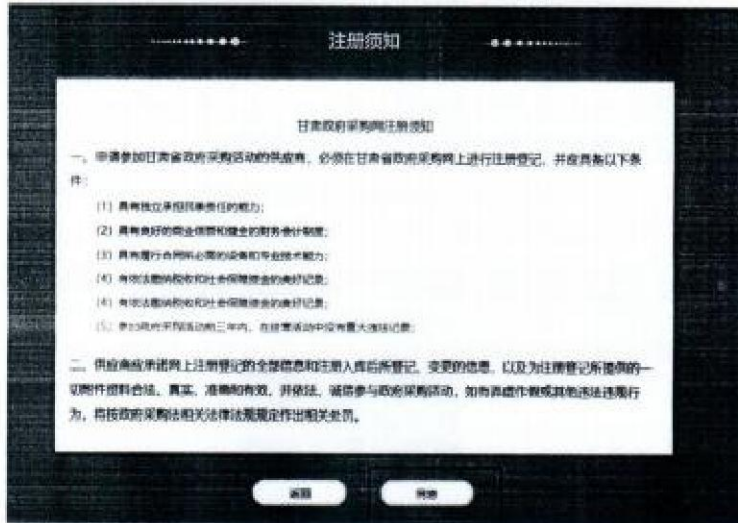 注册须知
甘肃政府采购网注册须知
一、申请参加甘肃省政府采购活动的供应商，必须在甘肃省政府采购网上进行注册登记，并应具备以下条
件：
(1) 具有独立承担民事责任的能力；
(2) 具有良好的商业信誉和健全的财务会计制度；
(3) 具有履行合同所必需的设备和专业技术能力；
(4) 有依法缴纳税收和社会保障资金的良好记录；
(4) 有依法缴纳税收和社会保障资金的良好记录；
(5) 参加政府采购活动前三年内，在经营活动中没有重大违法记录；
二、供应商应承诺网上注册登记的全部信息和注册入库后所登记、变更的信息，以及为注册登记所提供的一
切附件资料合法、真实、准确和有效，并依法、诚信参与政府采购活动，如有弄虚作假或其他违法违规行
为，将按政府采购法相关法律法规规定作出相关处罚。
返回
同意